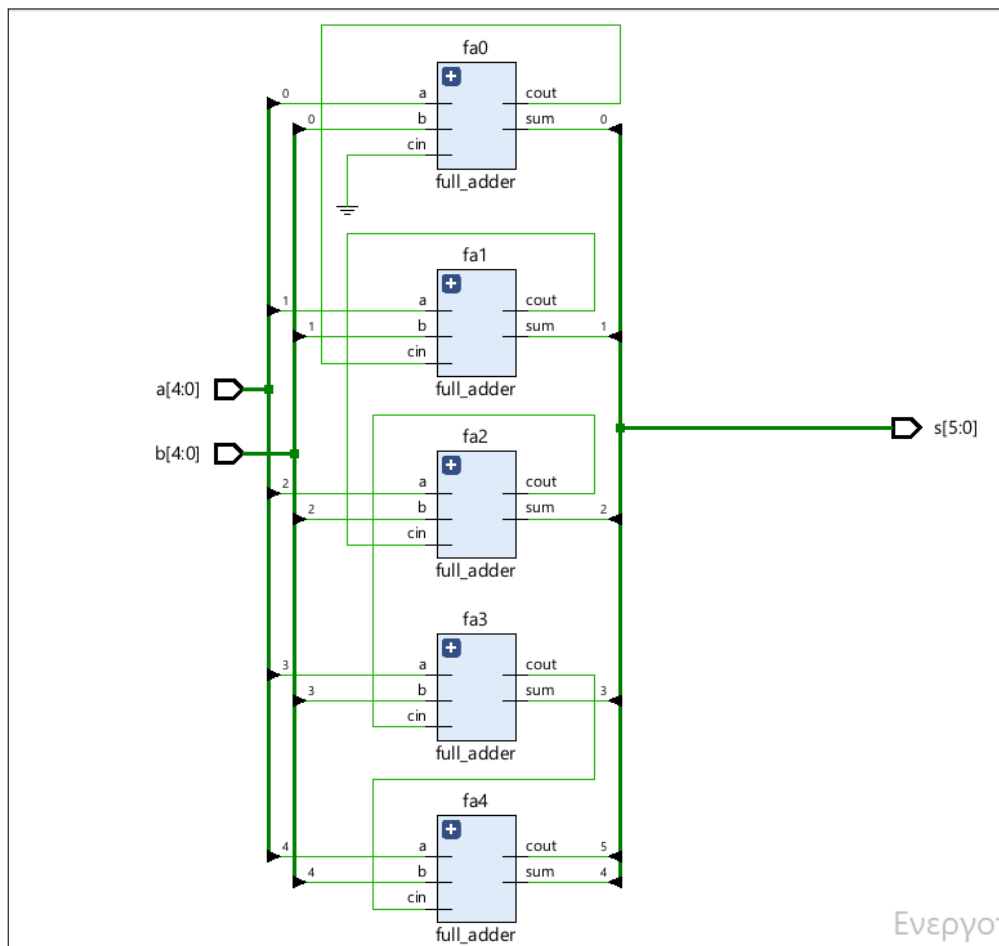 fa0
0
a
cout
0
b
sum
0
cin
full_adder
fa1
1
a
cout
1
b
sum
1
cin
full_adder
a[4:0]
b[4:0]
s[5:0]
fa2
2
a
cout
2
b
sum
2
cin
full_adder
fa3
3
a
cout
3
b
sum
3
cin
full_adder
fa4
4
a
cout
5
4
b
sum
4
cin
full_adder